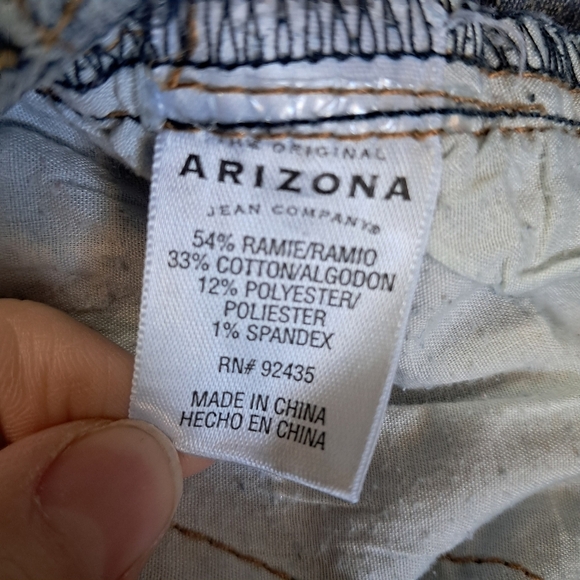 THE ORIGINAL
ARIZONA
JEAN COMPANY®
54% RAMIE/RAMIO
33% COTTON/ALGODON
12% POLYESTER/
POLIESTER
1% SPANDEX
RN# 92435
MADE IN CHINA
HECHO EN CHINA